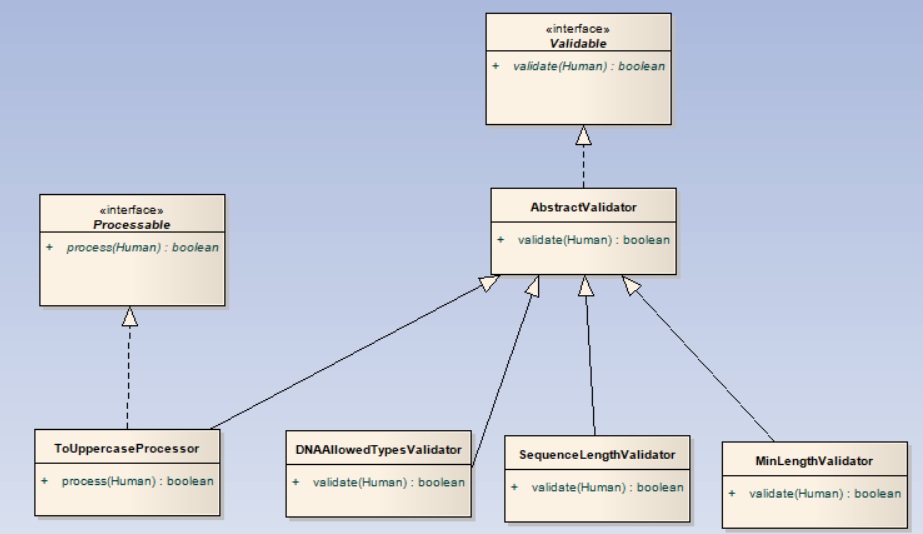 «interface»
Validable
+ validate(Human) : boolean
AbstractValidator
+ validate(Human) : boolean
«interface»
Processable
+ process(Human) : boolean
ToUppercaseProcessor
+ process(Human) : boolean
DNAAllowedTypesValidator
+ validate(Human) : boolean
SequenceLengthValidator
+ validate(Human) : boolean
MinLengthValidator
+ validate(Human) : boolean